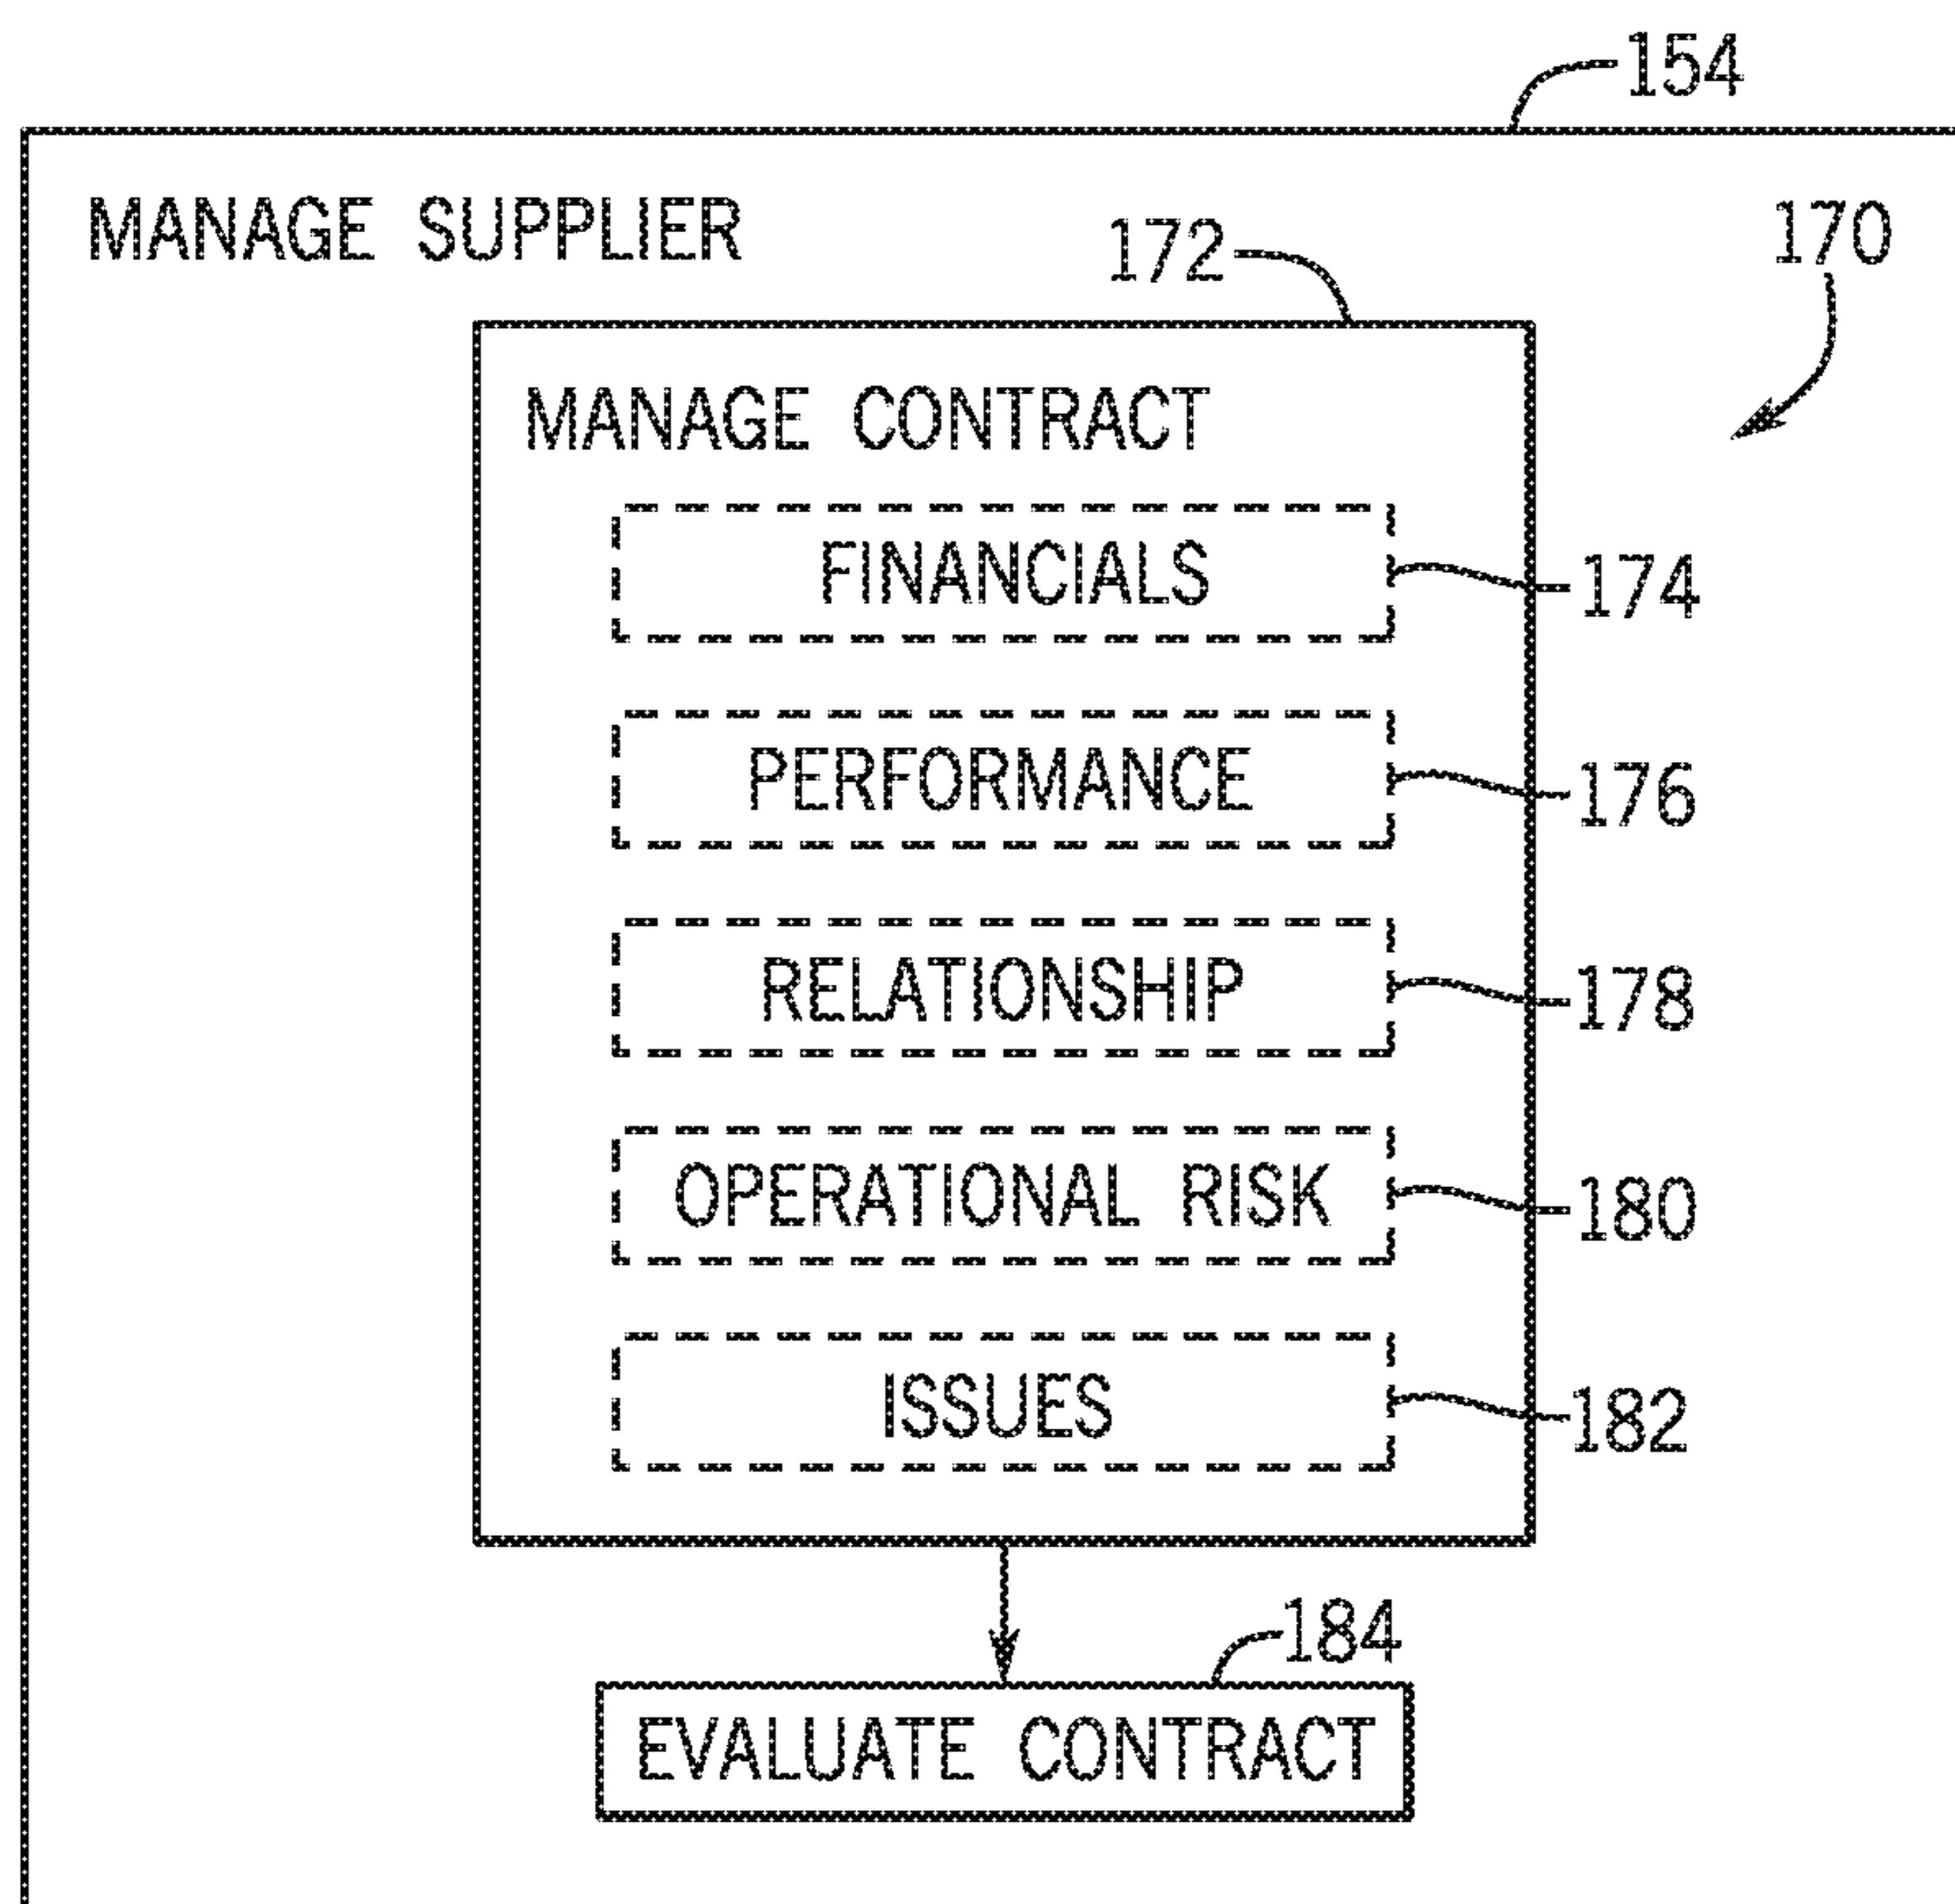 154
MANAGE SUPPLIER
172
170
MANAGE CONTRACT
FINANCIALS
174
PERFORMANCE
176
RELATIONSHIP
178
OPERATIONAL RISK
180
ISSUES
182
184
EVALUATE CONTRACT